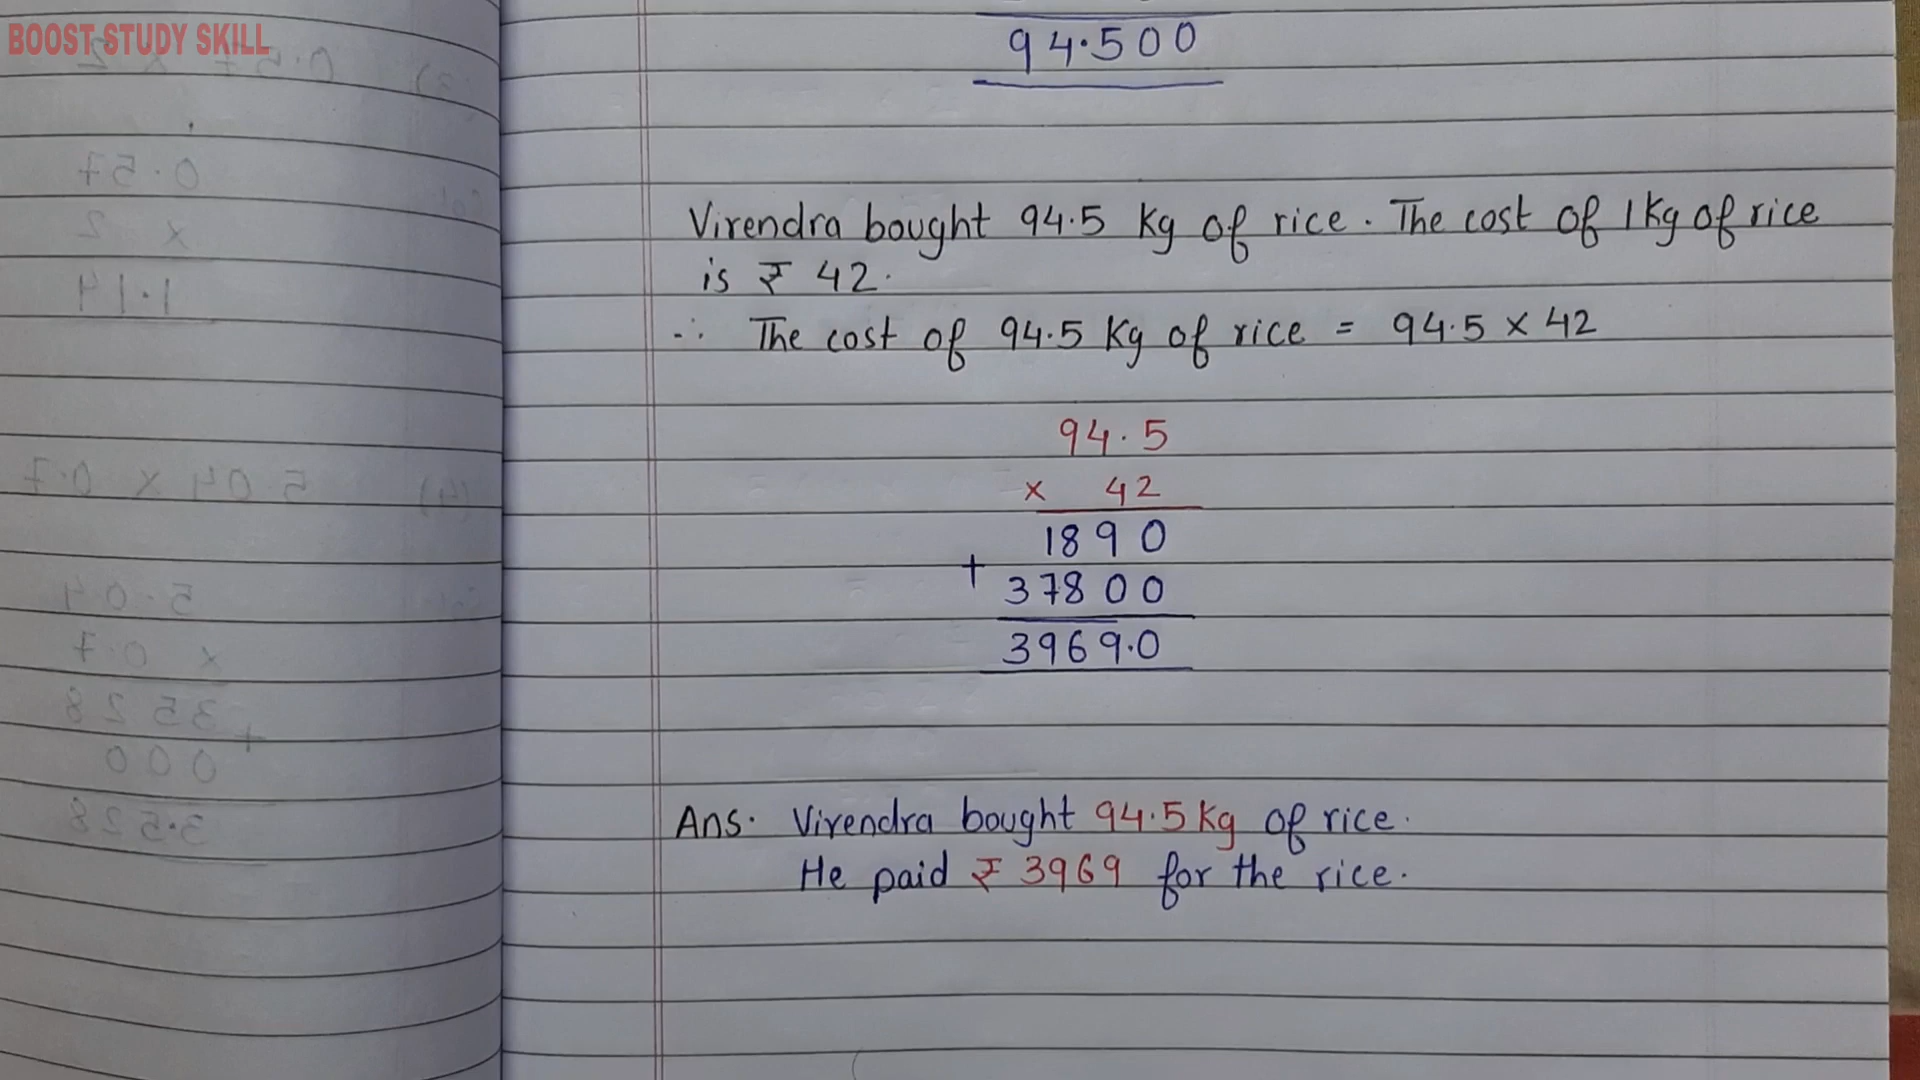 BOOST STUDY SKILL
94.500
Virendra bought 94.5 Kg of rice. The cost of 1Kg of rice
is ₹ 42.
∴ The cost of 94.5 Kg of rice = 94.5 × 42
94.5
× 42
1890
+ 37800
3969.0
Ans. Virendra bought 94.5 Kg of rice.
He paid ₹ 3969 for the rice.